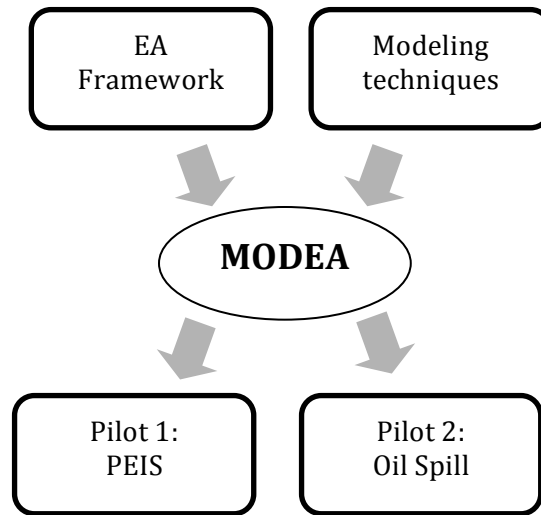 EA
Framework
Modeling
techniques
MODEA
Pilot 1:
PEIS
Pilot 2:
Oil Spill